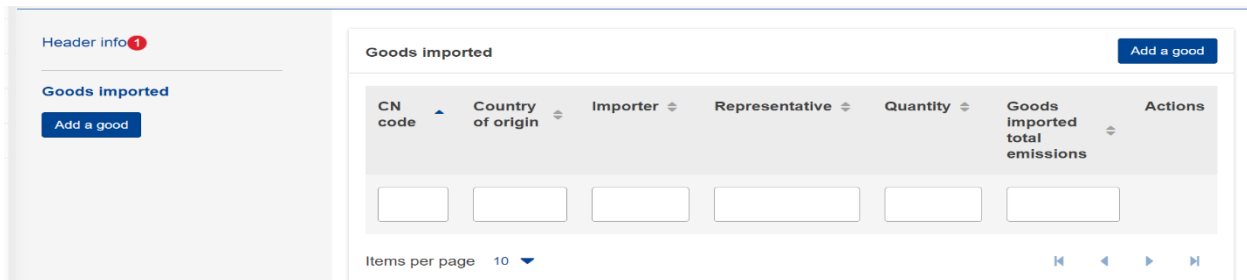 Header info 1
Goods imported
Add a good
Goods imported
Add a good
CN code
Country of origin
Importer
Representative
Quantity
Goods imported total emissions
Actions
Items per page 10